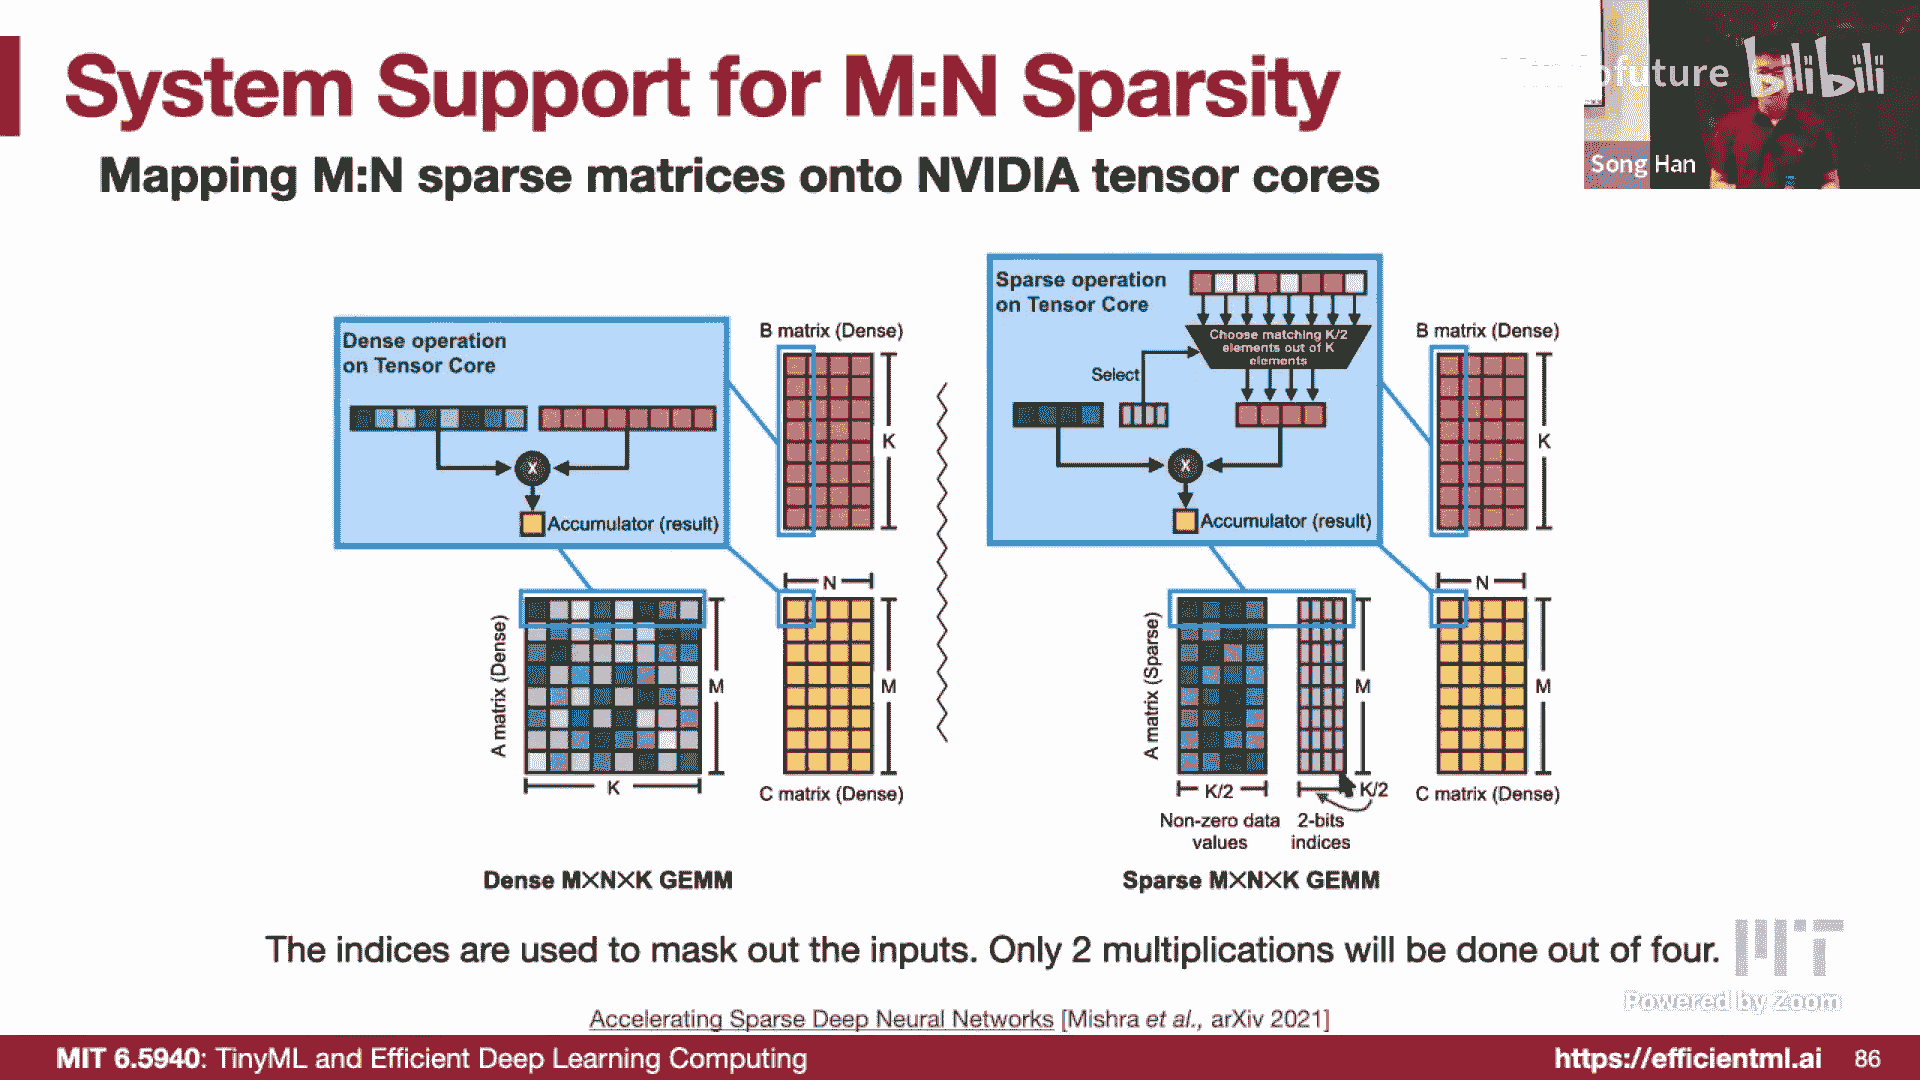 System Support for M:N Sparsity
Mapping M:N sparse matrices onto NVIDIA tensor cores
bilibili
Song Han
Dense operation
on Tensor Core
Accumulator (result)
B matrix (Dense)
K
A matrix (Dense)
K
M
N
M
C matrix (Dense)
Dense M×N×K GEMM
Sparse operation
on Tensor Core
Choose matching K/2
elements out of K
elements
Select
Accumulator (result)
B matrix (Dense)
K
A matrix (Sparse)
K/2
Non-zero data
values
K/2
2-bits
indices
M
N
M
C matrix (Dense)
Sparse M×N×K GEMM
The indices are used to mask out the inputs. Only 2 multiplications will be done out of four.
MIT
Powered by Zoom
Accelerating Sparse Deep Neural Networks [Mishra et al., arXiv 2021]
MIT 6.5940: TinyML and Efficient Deep Learning Computing
https://efficientml.ai
86